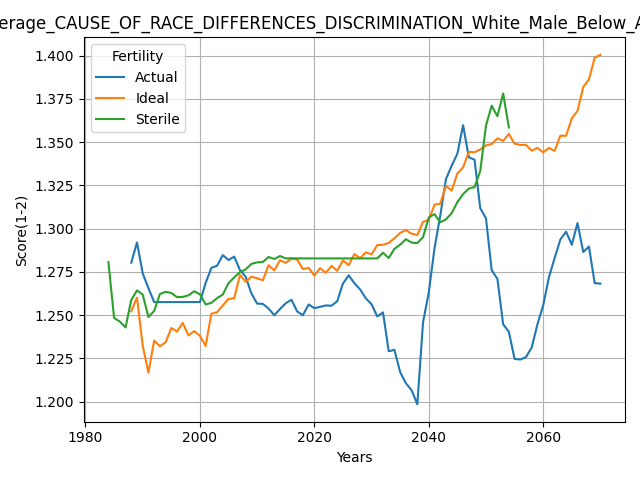 erage_CAUSE_OF_RACE_DIFFERENCES_DISCRIMINATION_White_Male_Below_A
Fertility
Actual
Ideal
Sterile
1.400
1.375
1.350
1.325
1.300
1.275
1.250
1.225
1.200
Score(1-2)
1980
2000
2020
2040
2060
Years